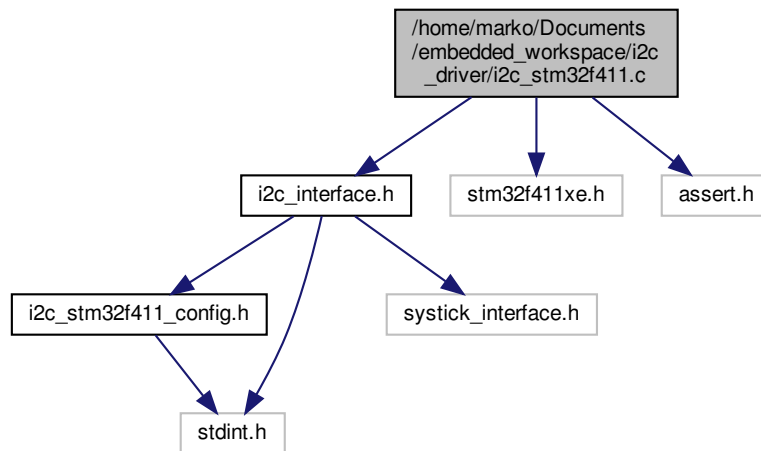 /home/marko/Documents
/embedded_workspace/i2c
_driver/i2c_stm32f411.c
i2c_interface.h
stm32f411xe.h
assert.h
i2c_stm32f411_config.h
systick_interface.h
stdint.h